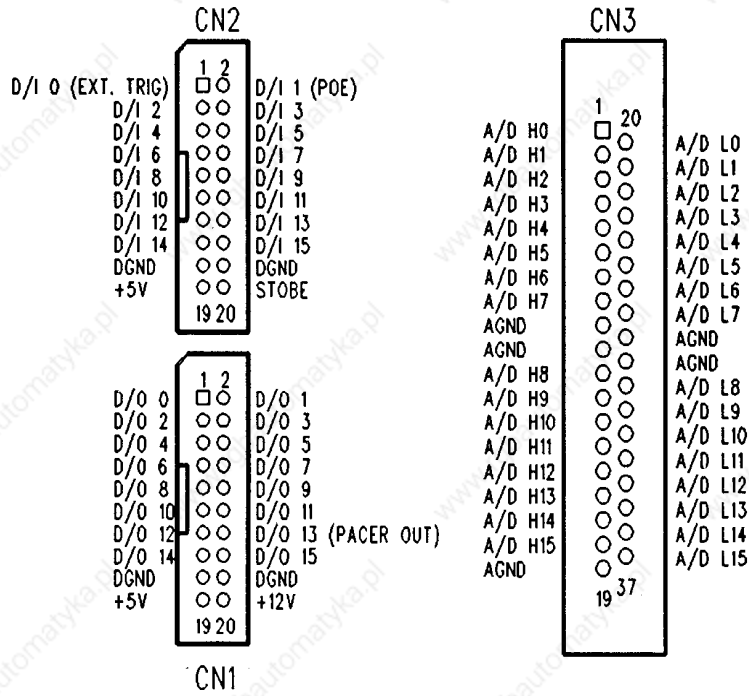 CN2
1 2
D/I 0 (EXT. TRIG) D/I 1 (POE)
D/I 2 D/I 3
D/I 4 D/I 5
D/I 6 D/I 7
D/I 8 D/I 9
D/I 10 D/I 11
D/I 12 D/I 13
D/I 14 D/I 15
DGND DGND
+5V STOBE
19 20
1 2
D/O 0 D/O 1
D/O 2 D/O 3
D/O 4 D/O 5
D/O 6 D/O 7
D/O 8 D/O 9
D/O 10 D/O 11
D/O 12 D/O 13 (PACER OUT)
D/O 14 D/O 15
DGND DGND
+5V +12V
19 20
CN1
CN3
1 20
A/D H0 A/D L0
A/D H1 A/D L1
A/D H2 A/D L2
A/D H3 A/D L3
A/D H4 A/D L4
A/D H5 A/D L5
A/D H6 A/D L6
A/D H7 A/D L7
AGND AGND
AGND AGND
A/D H8 A/D L8
A/D H9 A/D L9
A/D H10 A/D L10
A/D H11 A/D L11
A/D H12 A/D L12
A/D H13 A/D L13
A/D H14 A/D L14
A/D H15 A/D L15
AGND
19 37